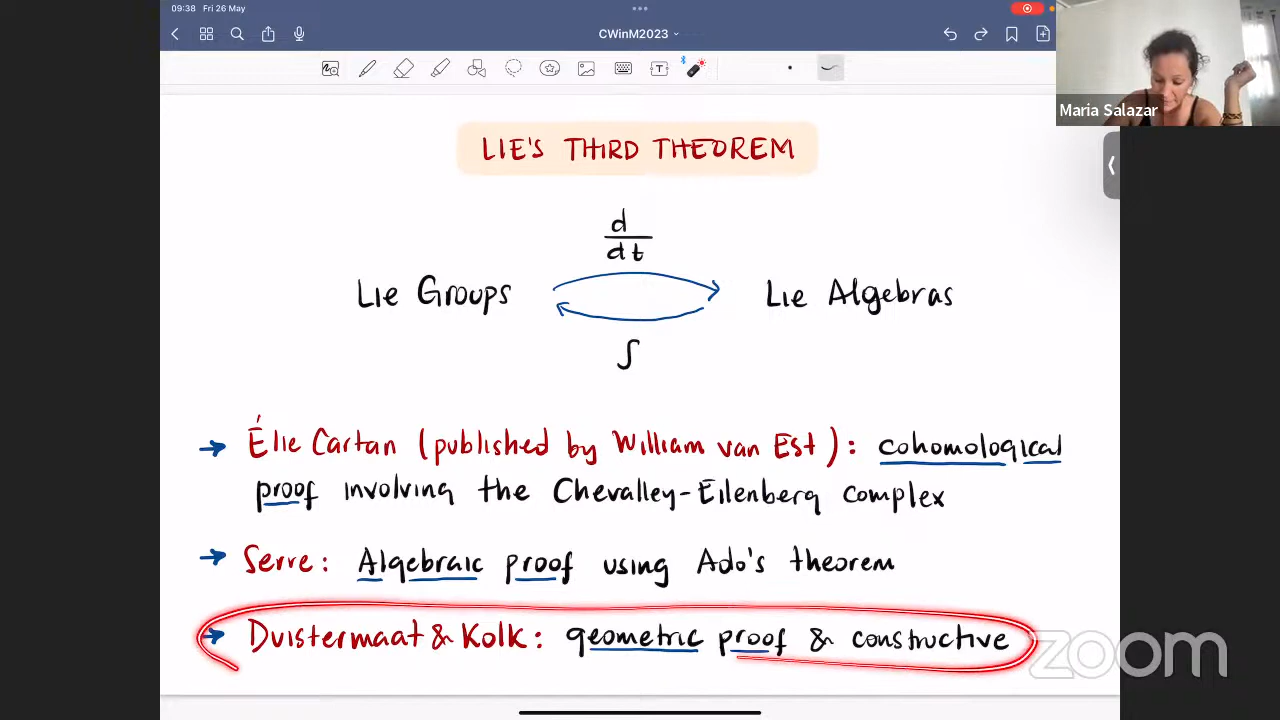 09:38 Fri 26 May
CWinM2023
Maria Salazar
LIE'S THIRD THEOREM
d
dt
Lie Groups
Lie Algebras
∫
→ Élie Cartan (published by William van Est): cohomological
proof involving the Chevalley-Eilenberg complex
→ Serre: Algebraic proof using Ado's theorem
→ Duistermaat & Kolk: geometric proof & constructive
zoom